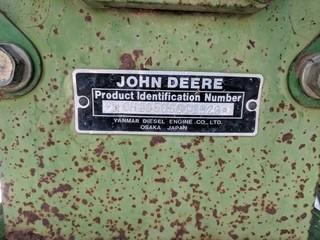 JOHN DEERE
Product Identification Number
YANMAR DIESEL ENGINE CO., LTD.
OSAKA, JAPAN